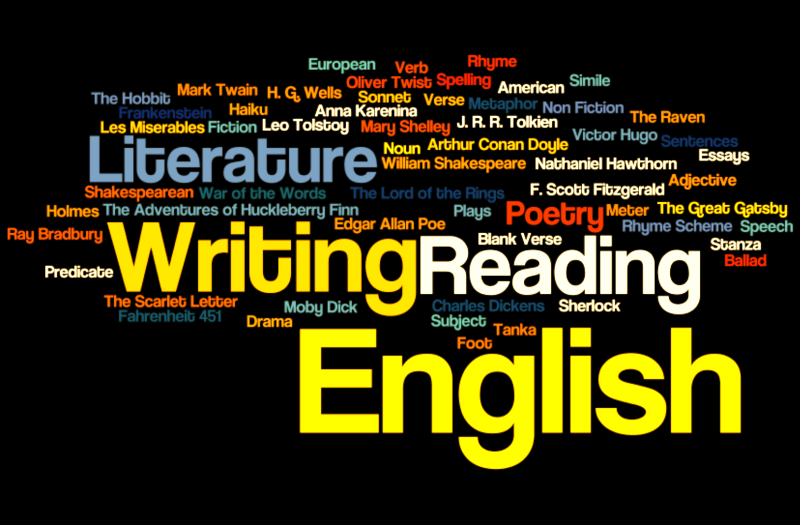 European Verb Rhyme
Oliver Twist Spelling American Simile
The Hobbit Mark Twain H. G. Wells Sonnet Verse Metaphor Non Fiction
Frankenstein Haiku Anna Karenina The Raven
Les Miserables Fiction Leo Tolstoy Mary Shelley J. R. R. Tolkien Victor Hugo Sentences
Literature Noun Arthur Conan Doyle Essays
William Shakespeare Nathaniel Hawthorn
Shakespearean War of the Words The Lord of the Rings F. Scott Fitzgerald Adjective
Holmes The Adventures of Huckleberry Finn Plays Poetry Meter The Great Gatsby
Ray Bradbury Edgar Allan Poe Rhyme Scheme Speech
Writing Reading Blank Verse Stanza
Predicate Ballad
The Scarlet Letter Moby Dick Charles Dickens Sherlock
Fahrenheit 451 Drama Subject Tanka
Foot
English